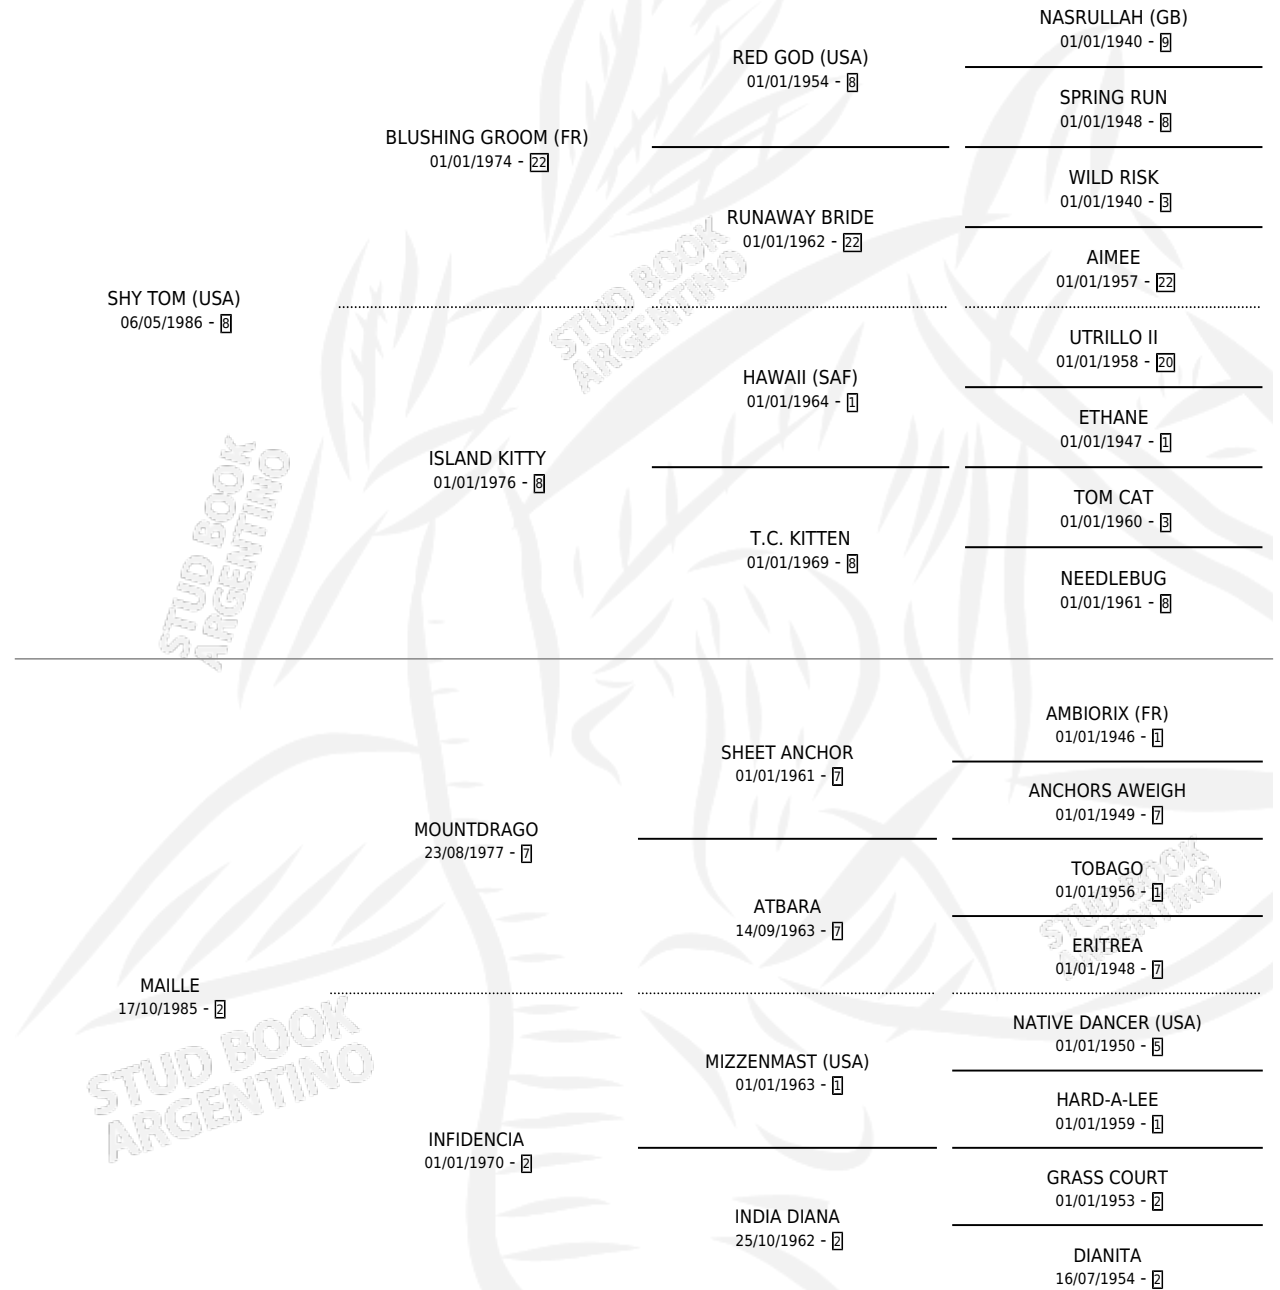 NASRULLAH (GB)
01/01/1940 - 9
RED GOD (USA)
01/01/1954 - 8
SPRING RUN
01/01/1948 - 8
BLUSHING GROOM (FR)
01/01/1974 - 22
WILD RISK
01/01/1940 - 3
RUNAWAY BRIDE
01/01/1962 - 22
AIMEE
01/01/1957 - 22
SHY TOM (USA)
06/05/1986 - 8
UTRILLO II
01/01/1958 - 20
HAWAII (SAF)
01/01/1964 - 1
ETHANE
01/01/1947 - 1
ISLAND KITTY
01/01/1976 - 8
TOM CAT
01/01/1960 - 3
T.C. KITTEN
01/01/1969 - 8
NEEDLEBUG
01/01/1961 - 8
AMBIORIX (FR)
01/01/1946 - 1
SHEET ANCHOR
01/01/1961 - 7
ANCHORS AWEIGH
01/01/1949 - 7
MOUNTDRAGO
23/08/1977 - 7
TOBAGO
01/01/1956 - 1
ATBARA
14/09/1963 - 7
ERITREA
01/01/1948 - 7
MAILLE
17/10/1985 - 2
NATIVE DANCER (USA)
01/01/1950 - 5
MIZZENMAST (USA)
01/01/1963 - 1
HARD-A-LEE
01/01/1959 - 1
INFIDENCIA
01/01/1970 - 2
GRASS COURT
01/01/1953 - 2
INDIA DIANA
25/10/1962 - 2
DIANITA
16/07/1954 - 2
STUD BOOK
ARGENTINO
STUD BOOK
ARGENTINO
STUD BOOK
ARGENTINO
STUD BOOK
ARGENTINO